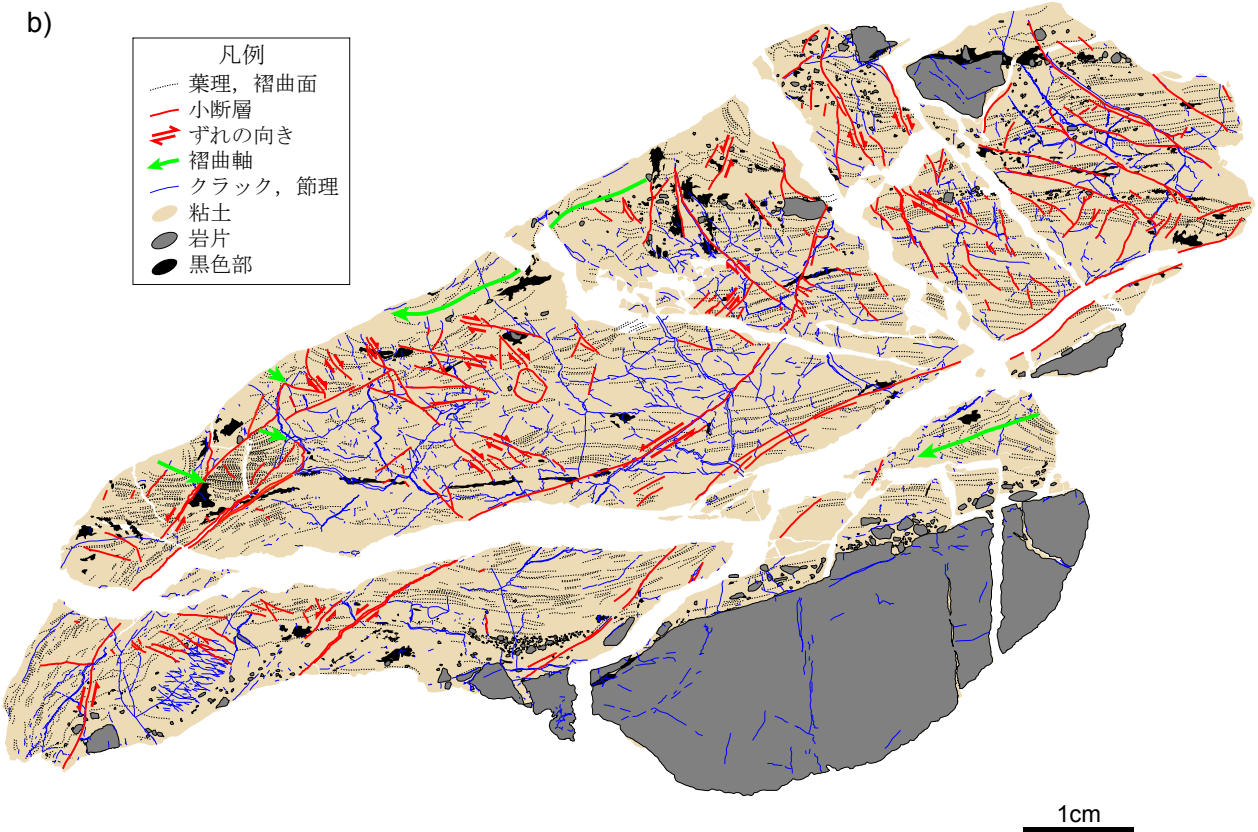 b)
凡例
葉理，褶曲面
小断層
ずれの向き
褶曲軸
クラック，節理
粘土
岩片
黒色部
1cm